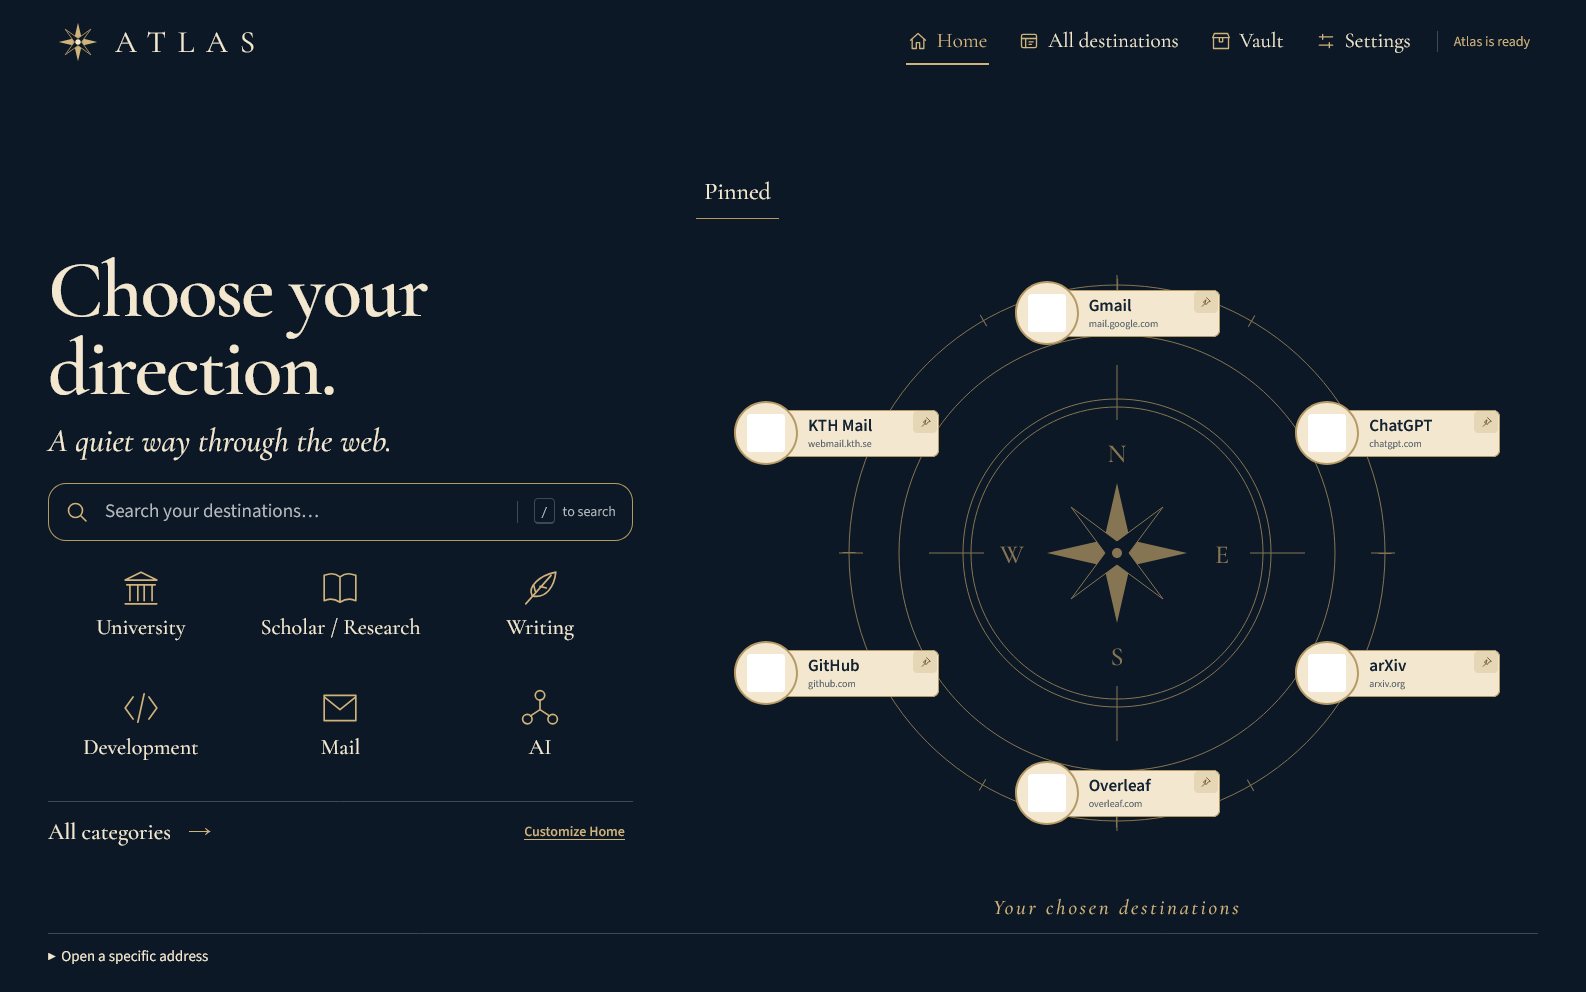 ATLAS
Home
All destinations
Vault
Settings
Atlas is ready
Pinned
Choose your
direction.
A quiet way through the web.
Search your destinations…
/ to search
University
Scholar / Research
Writing
Development
Mail
AI
All categories →
Customize Home
Gmail
mail.google.com
KTH Mail
webmail.kth.se
ChatGPT
chatgpt.com
N
W
E
S
GitHub
github.com
arXiv
arxiv.org
Overleaf
overleaf.com
Your chosen destinations
▸ Open a specific address